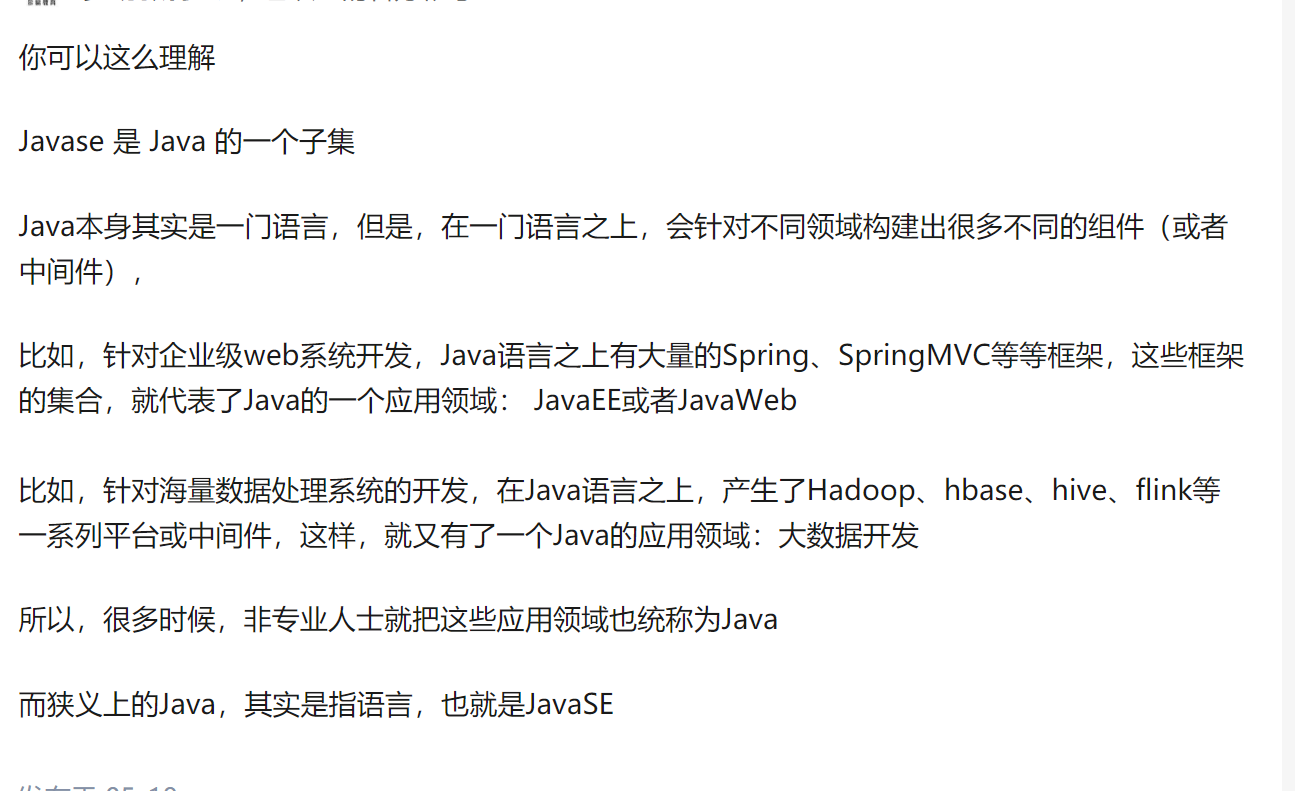 你可以这么理解
Javase 是 Java 的一个子集
Java本身其实是一门语言，但是，在一门语言之上，会针对不同领域构建出很多不同的组件（或者
中间件），
比如，针对企业级web系统开发，Java语言之上有大量的Spring、SpringMVC等等框架，这些框架
的集合，就代表了Java的一个应用领域： JavaEE或者JavaWeb
比如，针对海量数据处理系统的开发，在Java语言之上，产生了Hadoop、hbase、hive、flink等
一系列平台或中间件，这样，就又有了一个Java的应用领域：大数据开发
所以，很多时候，非专业人士就把这些应用领域也统称为Java
而狭义上的Java，其实是指语言，也就是JavaSE